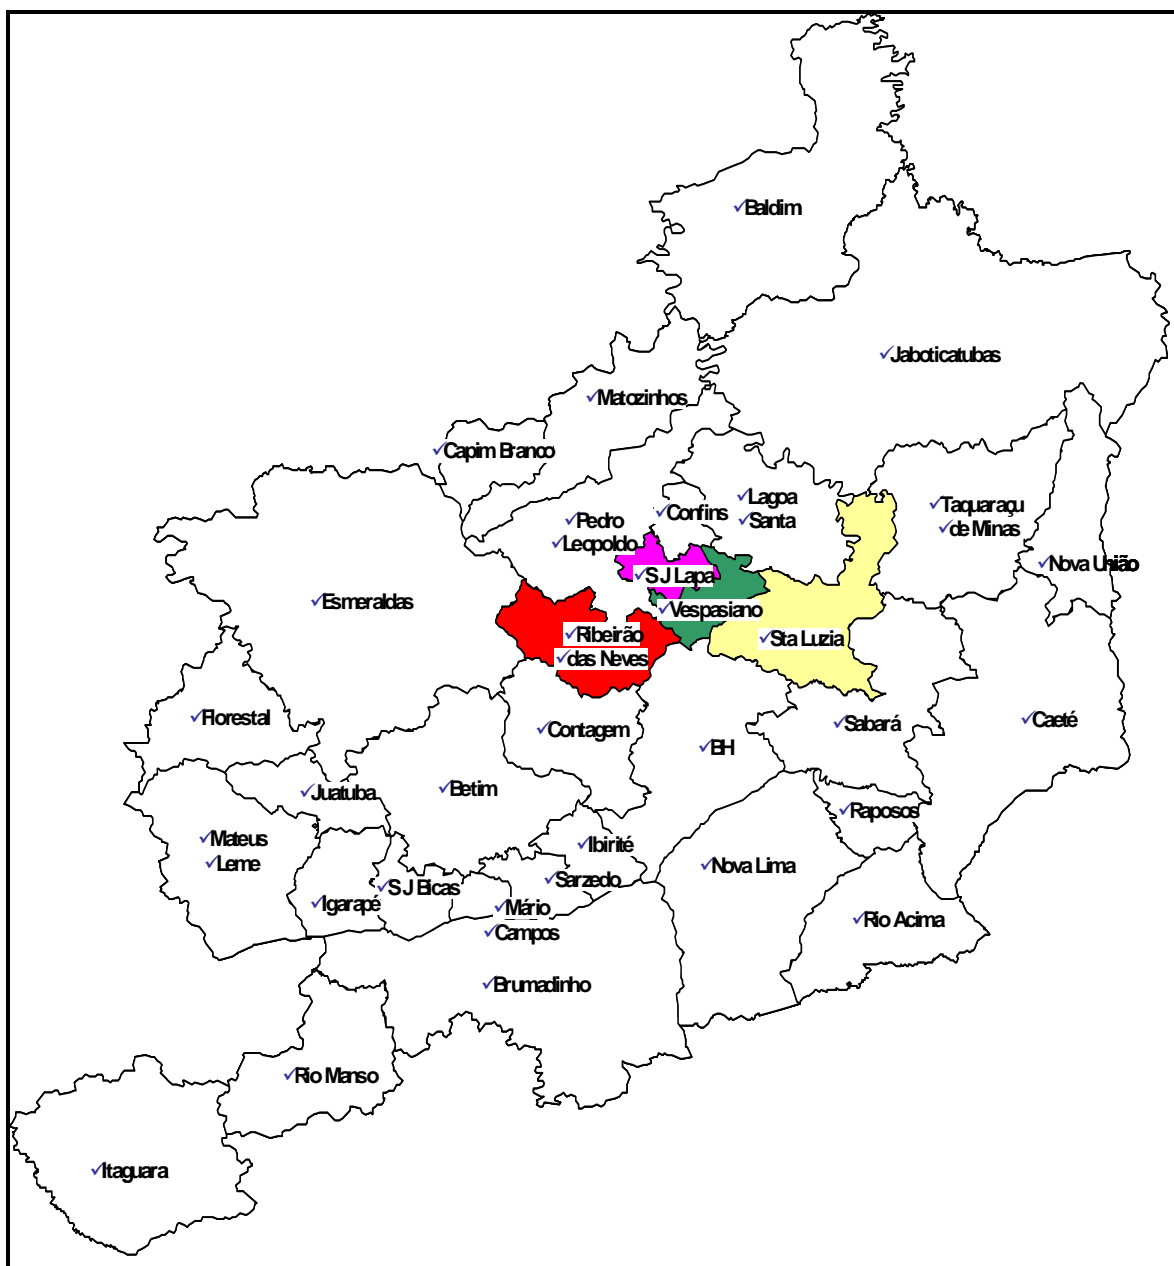 Baldim
Jaboticatubas
Matozinhos
Capim Branco
Lagoa
Santa
Confins
Pedro
Leopoldo
Taquaraçu
de Minas
Nova União
S J Lapa
Esmeraldas
Vespasiano
Ribeirão
das Neves
Sta Luzia
Florestal
Contagem
BH
Sabará
Caeté
Juatuba
Betim
Raposos
Mateus
Leme
Ibirité
Nova Lima
Sarzedo
S J Bicas
Igarapé
Mário
Campos
Rio Acima
Brumadinho
Rio Manso
Itaguara